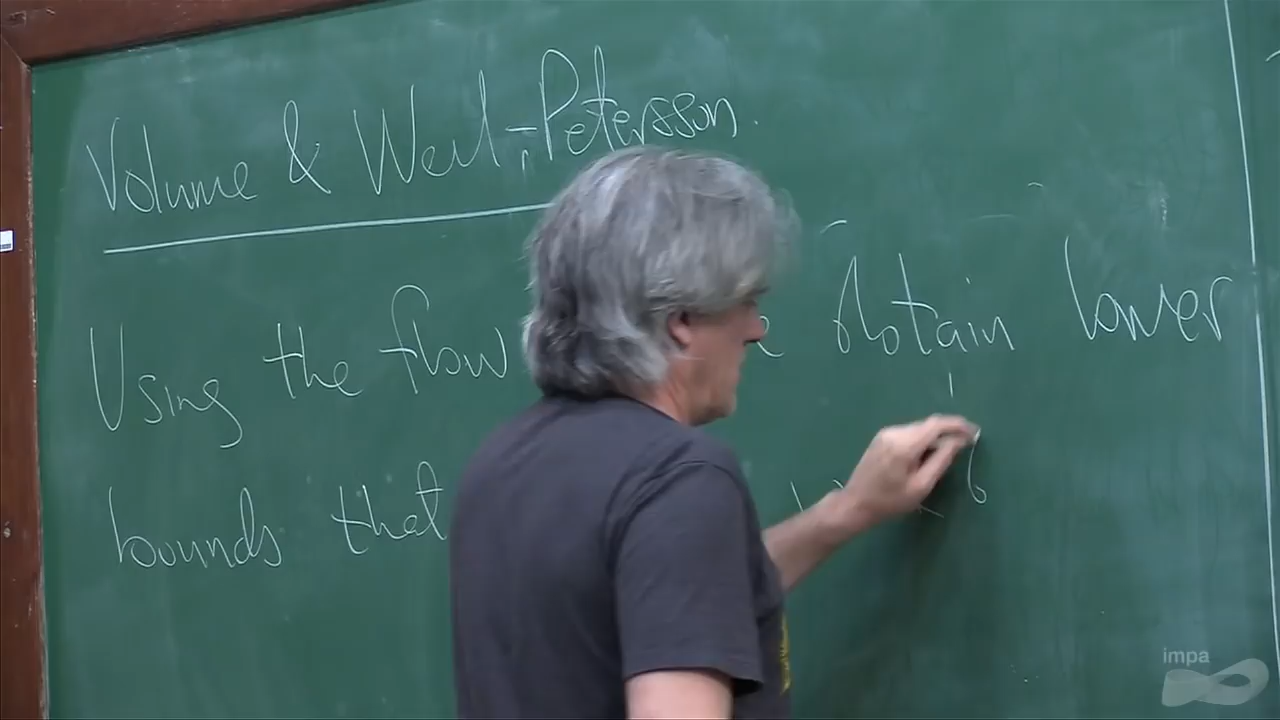 Volume & Weil-Petersson.
Using the flow obtain lower
bounds that
impa